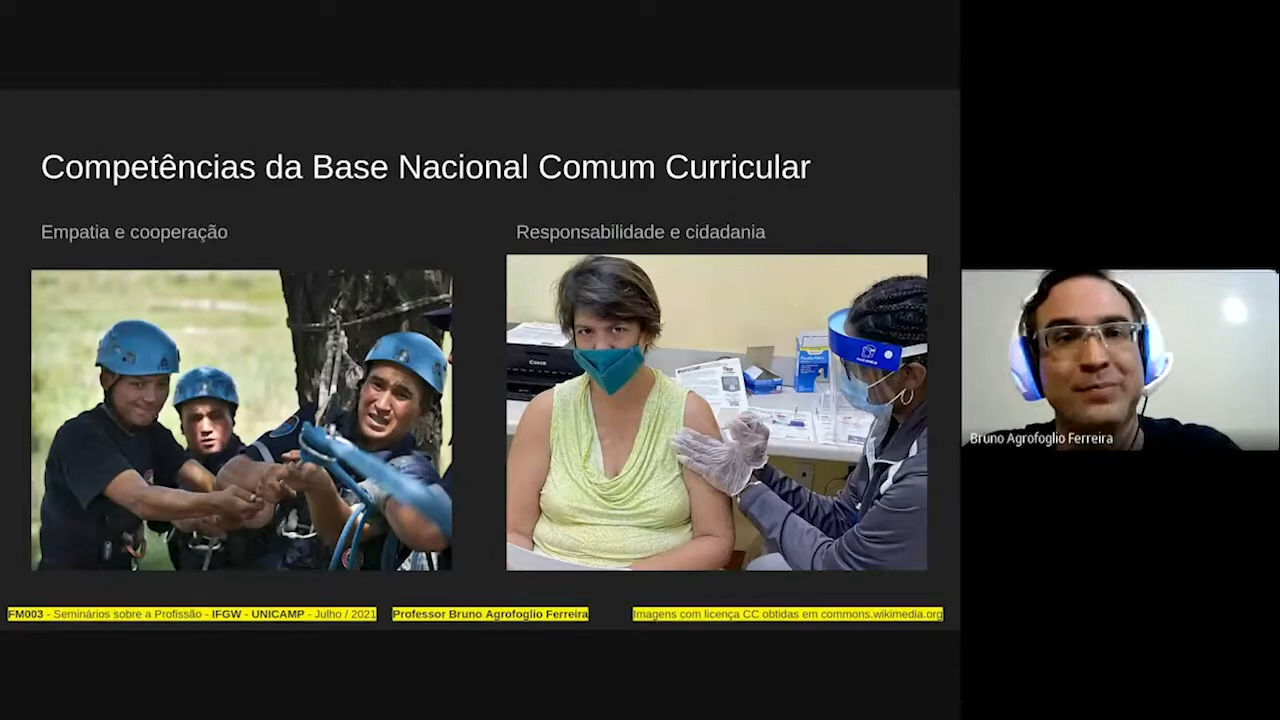 Competências da Base Nacional Comum Curricular
Empatia e cooperação
Responsabilidade e cidadania
Canon
Bruno Agrofoglio Ferreira
FM003 - Seminários sobre a Profissão - IFGW - UNICAMP - Julho / 2021
Professor Bruno Agrofoglio Ferreira
Imagens com licença CC obtidas em commons.wikimedia.org